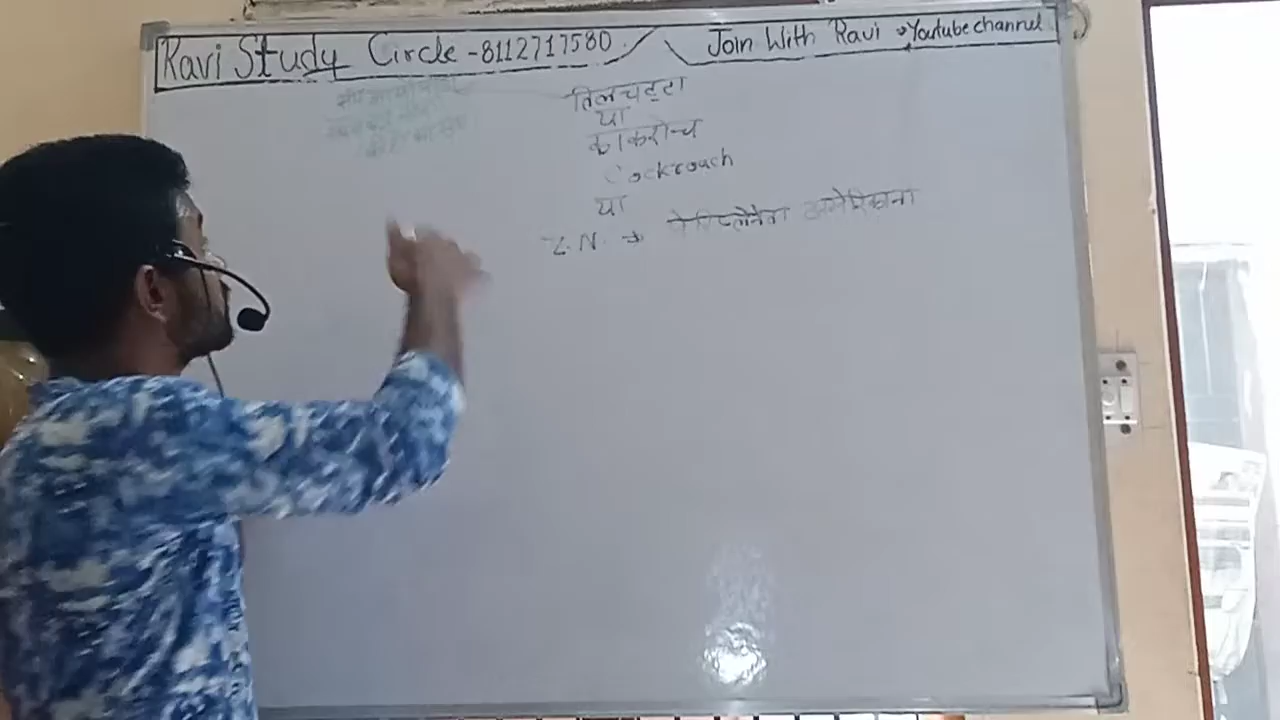 Ravi Study Circle - 8112717580
Join With Ravi → Youtube channel
तिलचट्टा
या
काकरोच
Cockroach
या
Z.N. → पेरिप्लेनेता अमेरिकाना